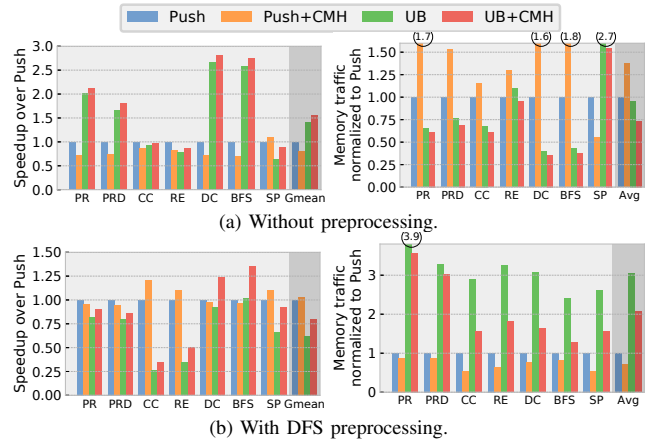 Push Push+CMH UB UB+CMH
Speedup over Push
3.0
2.5
2.0
1.5
1.0
0.5
0.0
PR PRD CC RE DC BFS SP Gmean
Memory traffic
normalized to Push
(1.7) (1.6) (1.8) (2.7)
1.50
1.25
1.00
0.75
0.50
0.25
0.00
PR PRD CC RE DC BFS SP Avg
(a) Without preprocessing.
Speedup over Push
1.50
1.25
1.00
0.75
0.50
0.25
0.00
PR PRD CC RE DC BFS SP Gmean
Memory traffic
normalized to Push
3.9
3
2
1
0
PR PRD CC RE DC BFS SP Avg
(b) With DFS preprocessing.